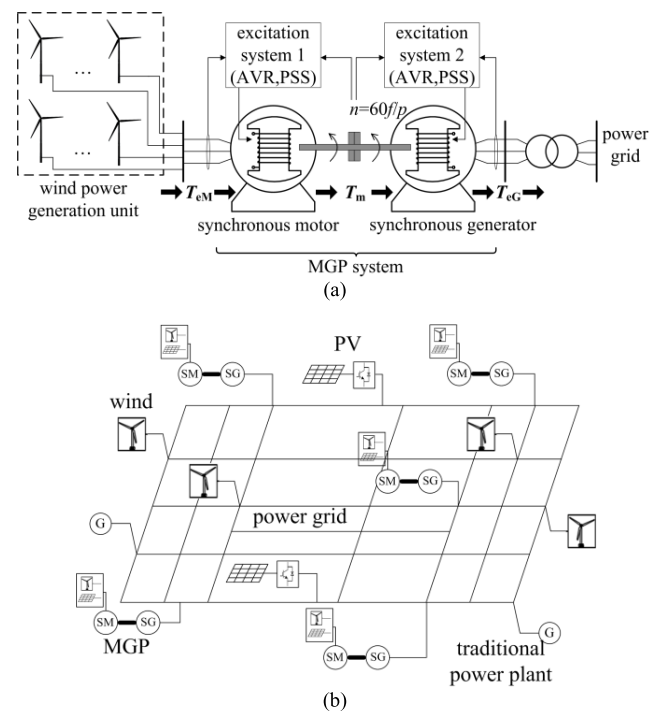 (a)
excitation
system 1
(AVR,PSS)
excitation
system 2
(AVR,PSS)
n=60f/p
...
...
power
grid
wind power
generation unit
TeM
Tm
TeG
synchronous motor
synchronous generator
MGP system
(a)
PV
SM
SG
SM
SG
wind
SM
SG
power grid
G
SM
SG
MGP
SM
SG
G
traditional
power plant
(b)